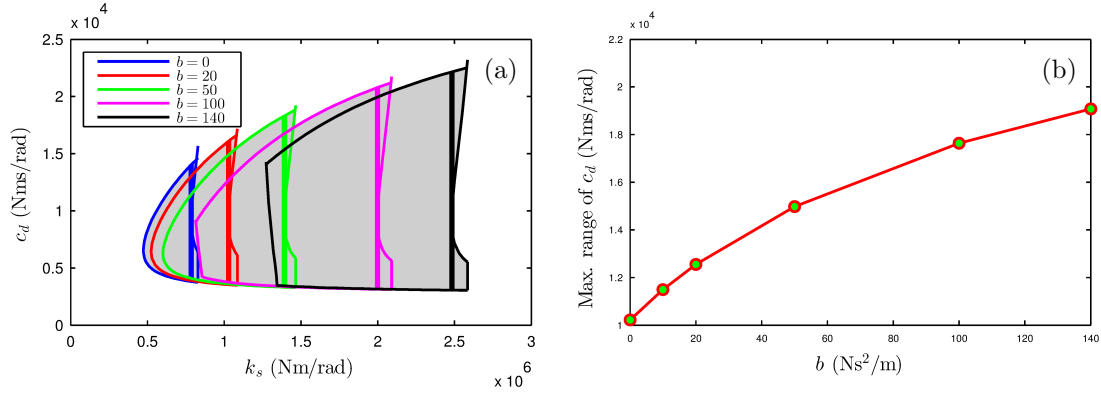 x 10^4
2.5
2
1.5
1
0.5
0
0
0.5
1
1.5
2
2.5
3
x 10^6
c_d (Nms/rad)
k_s (Nm/rad)
b = 0
b = 20
b = 50
b = 100
b = 140
(a)
x 10^4
2.2
2
1.8
1.6
1.4
1.2
1
0
20
40
60
80
100
120
140
Max. range of c_d (Nms/rad)
b (Ns²/m)
(b)